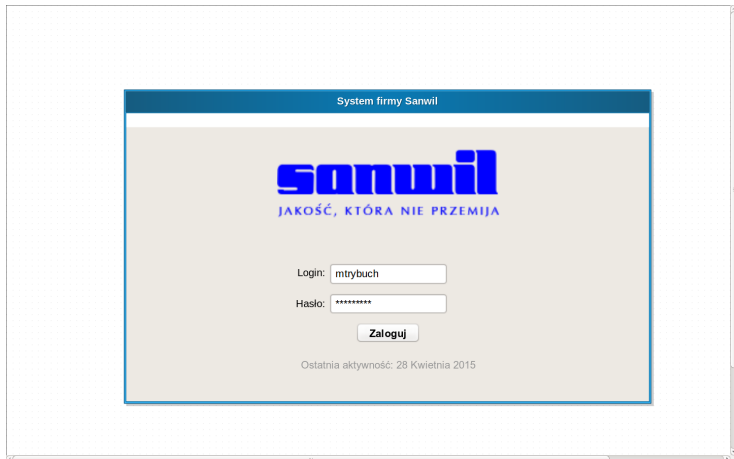 System firmy Sanwil
sanwil
JAKOŚĆ, KTÓRA NIE PRZEMIJA
Login: mtrybuch
Hasło: *********
Zaloguj
Ostatnia aktywność: 28 Kwietnia 2015